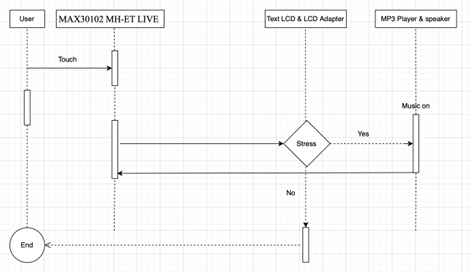 User
MAX30102 MH-ET LIVE
Text LCD & LCD Adapter
MP3 Player & speaker
Touch
Music on
Stress
Yes
No
End